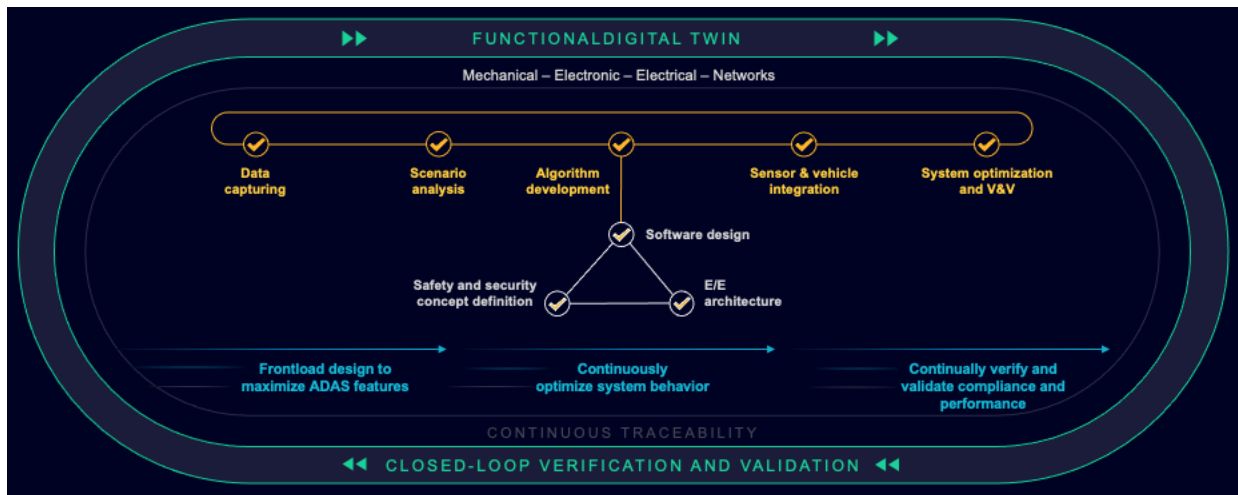 FUNCTIONALDIGITAL TWIN
Mechanical – Electronic – Electrical – Networks
Data
capturing
Scenario
analysis
Algorithm
development
Sensor & vehicle
integration
System optimization
and V&V
Software design
Safety and security
concept definition
E/E
architecture
Frontload design to
maximize ADAS features
Continuously
optimize system behavior
Continually verify and
validate compliance and
performance
CONTINUOUS TRACEABILITY
CLOSED-LOOP VERIFICATION AND VALIDATION